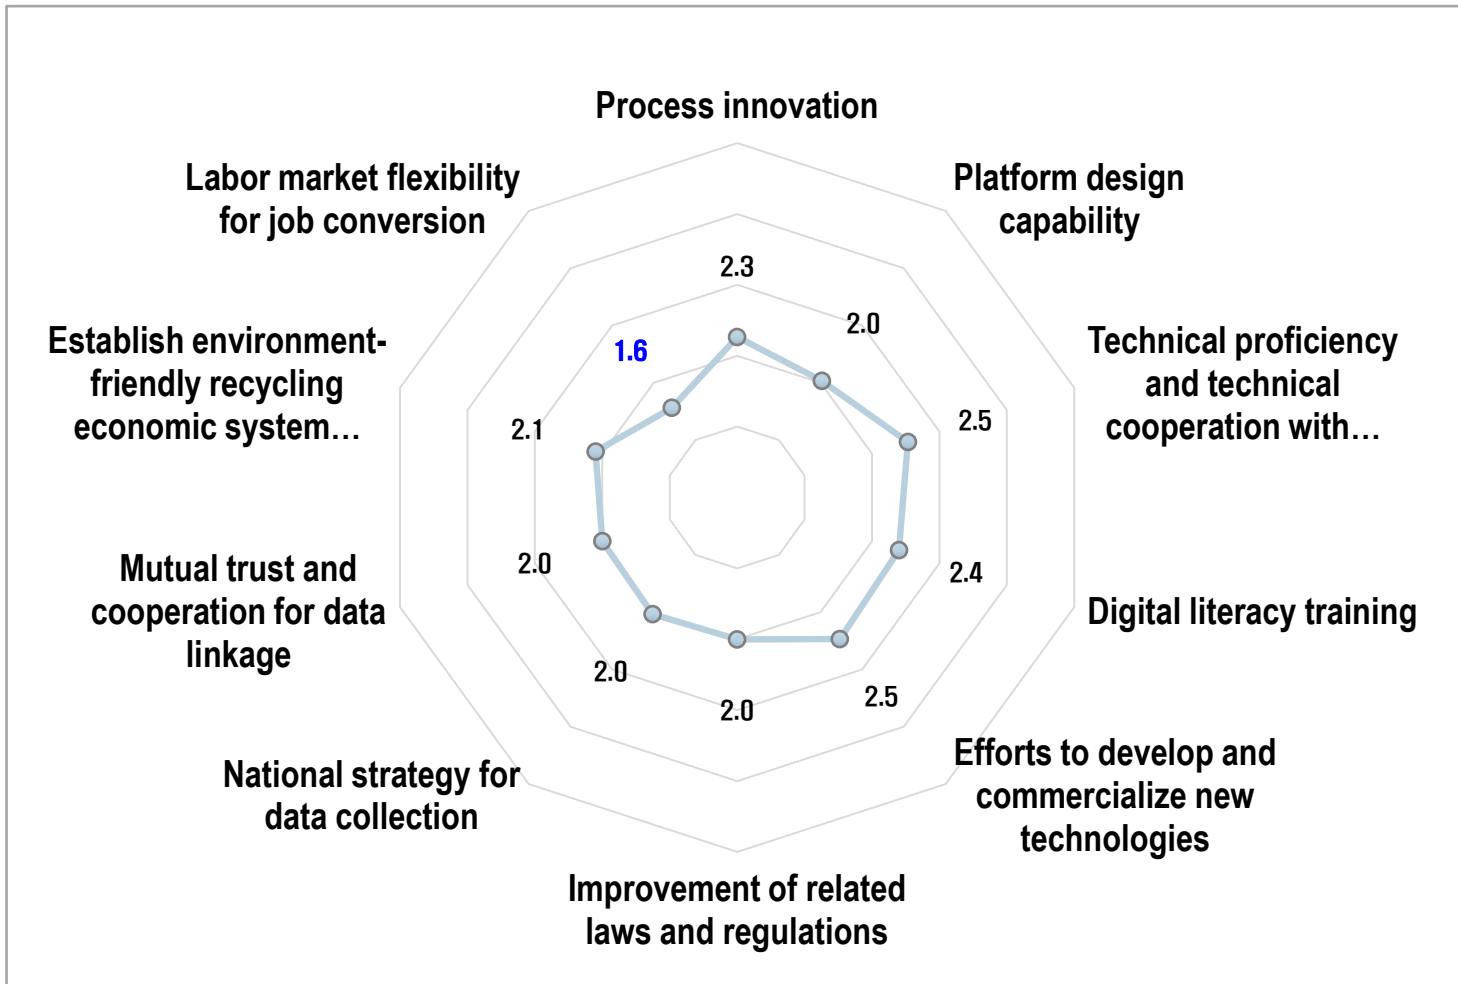 Process innovation
Labor market flexibility
for job conversion
Platform design
capability
2.3
2.0
1.6
Establish environment-
friendly recycling
economic system…
Technical proficiency
and technical
cooperation with…
2.1
2.5
Mutual trust and
cooperation for data
linkage
2.0
2.4
Digital literacy training
2.0
2.0
2.5
National strategy for
data collection
Efforts to develop and
commercialize new
technologies
Improvement of related
laws and regulations